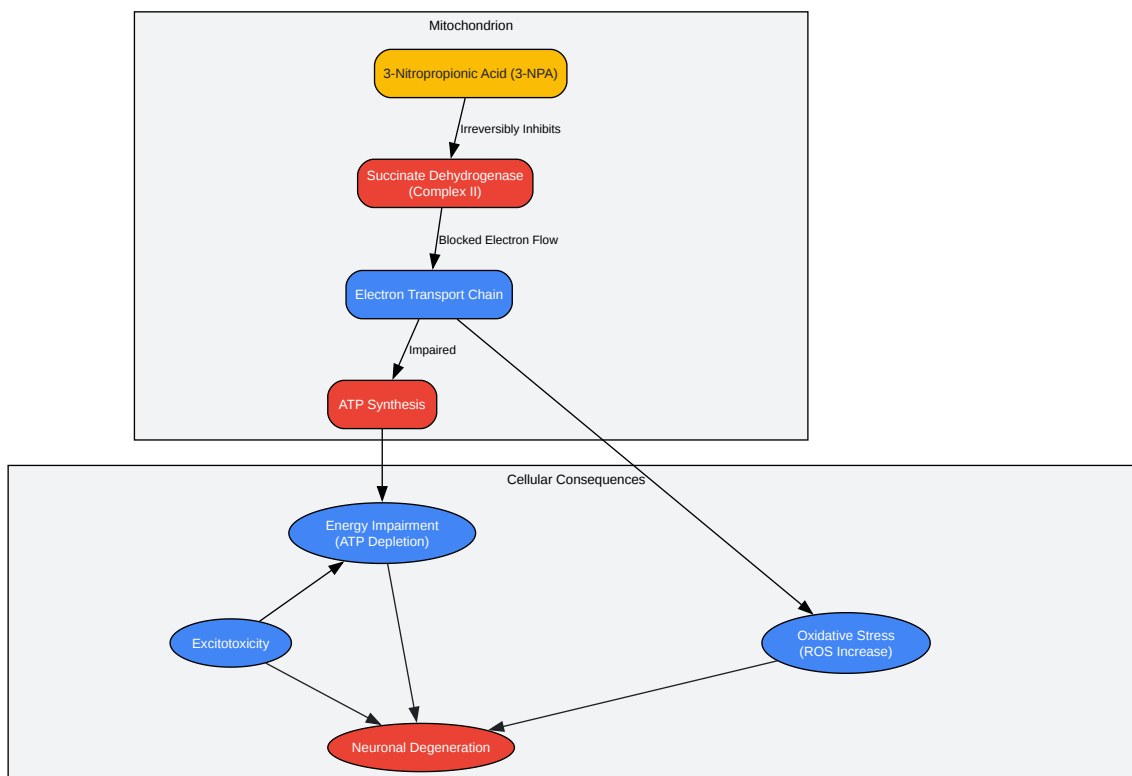 Mitochondrion
3-Nitropropionic Acid (3-NPA)
Irreversibly Inhibits
Succinate Dehydrogenase
(Complex II)
Blocked Electron Flow
Electron Transport Chain
Impaired
ATP Synthesis
Cellular Consequences
Energy Impairment
(ATP Depletion)
Excitotoxicity
Oxidative Stress
(ROS Increase)
Neuronal Degeneration